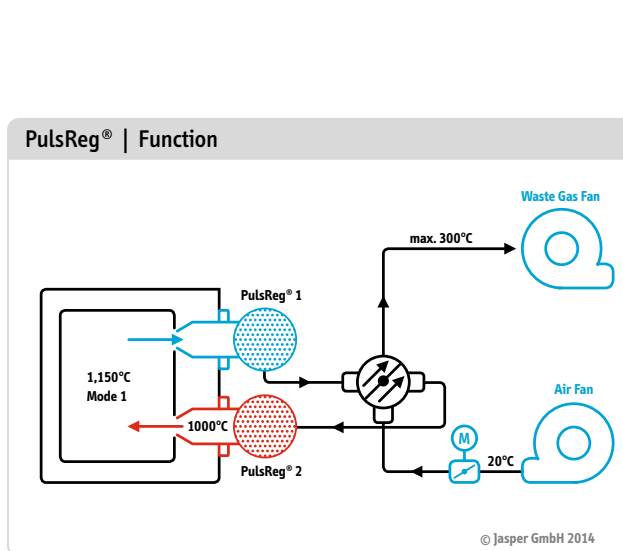 PulsReg® | Function
Waste Gas Fan
max. 300°C
PulsReg® 1
1,150°C
Mode 1
1000°C
PulsReg® 2
Air Fan
M
20°C
© Jasper GmbH 2014